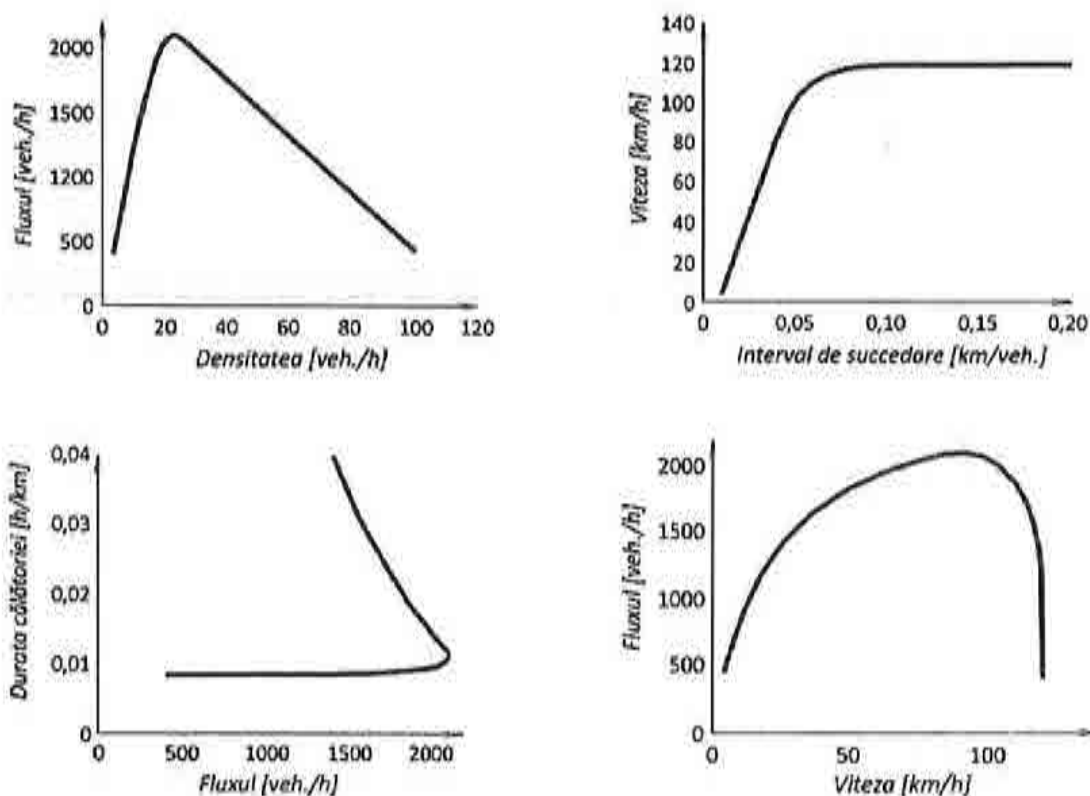 Fluxul [veh./h]
2000
1500
1200
500
0
0 20 40 60 80 100 120
Densitatea [veh./h]
Viteza [km/h]
140
120
100
80
60
40
20
0
0 0,05 0,10 0,15 0,20
Interval de succedare [km/veh.]
Durata călătoriei [h/km]
0,04
0,03
0,02
0,01
0
0 500 1000 1500 2000
Fluxul [veh./h]
Fluxul [veh./h]
2000
1500
1000
500
0
0 50 100
Viteza [km/h]